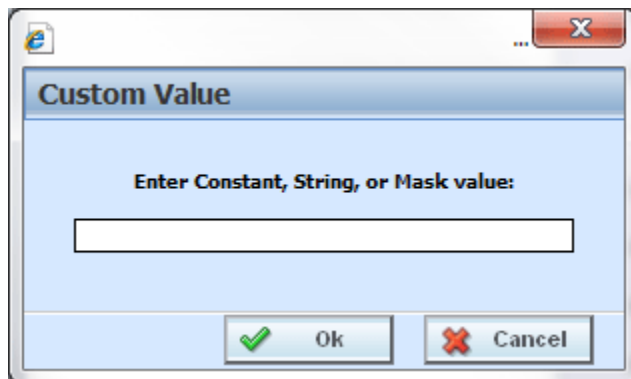 ...
Custom Value
Enter Constant, String, or Mask value:
Ok
Cancel